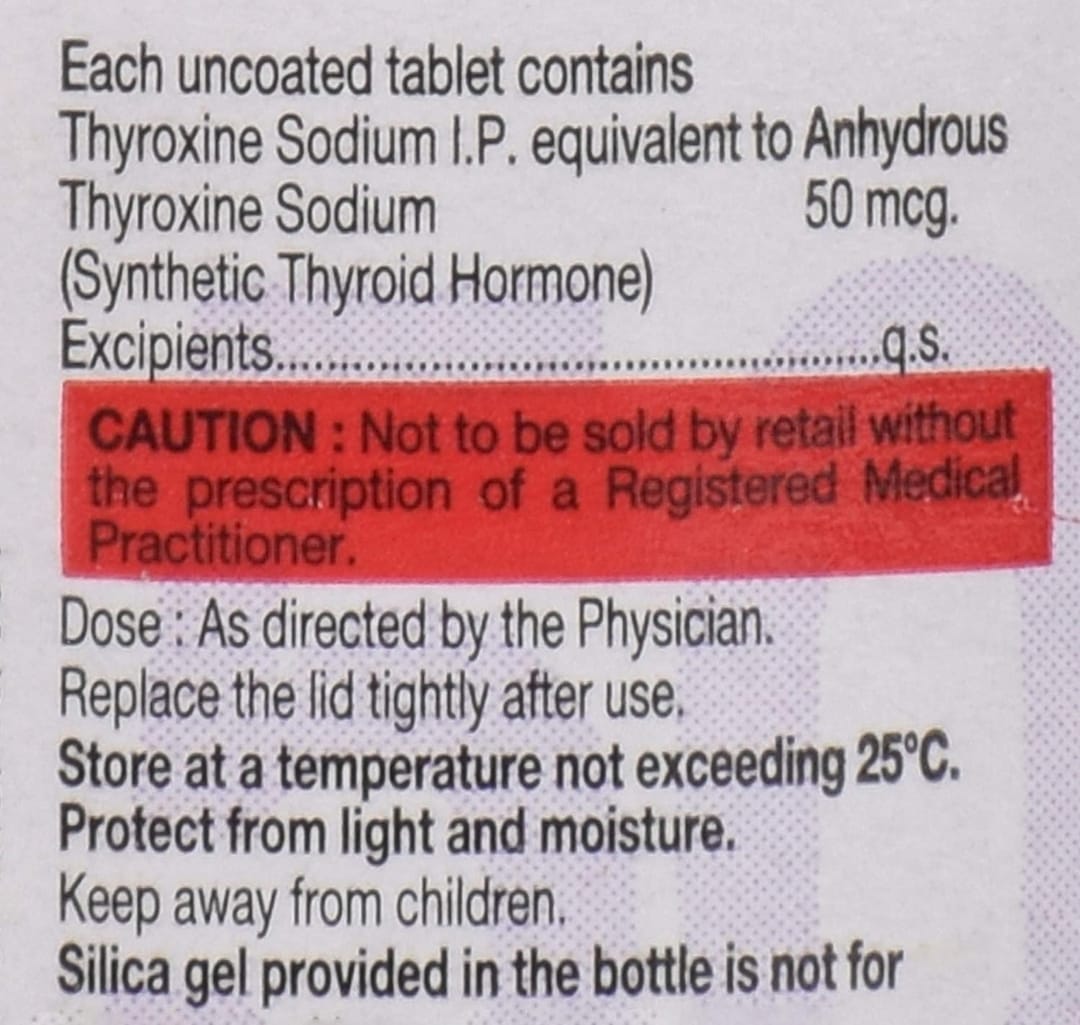 Each uncoated tablet contains
Thyroxine Sodium I.P. equivalent to Anhydrous
Thyroxine Sodium 50 mcg.
(Synthetic Thyroid Hormone)
Excipients..................................................q.s.
CAUTION : Not to be sold by retail without
the prescription of a Registered Medical
Practitioner.
Dose : As directed by the Physician.
Replace the lid tightly after use.
Store at a temperature not exceeding 25°C.
Protect from light and moisture.
Keep away from children.
Silica gel provided in the bottle is not for